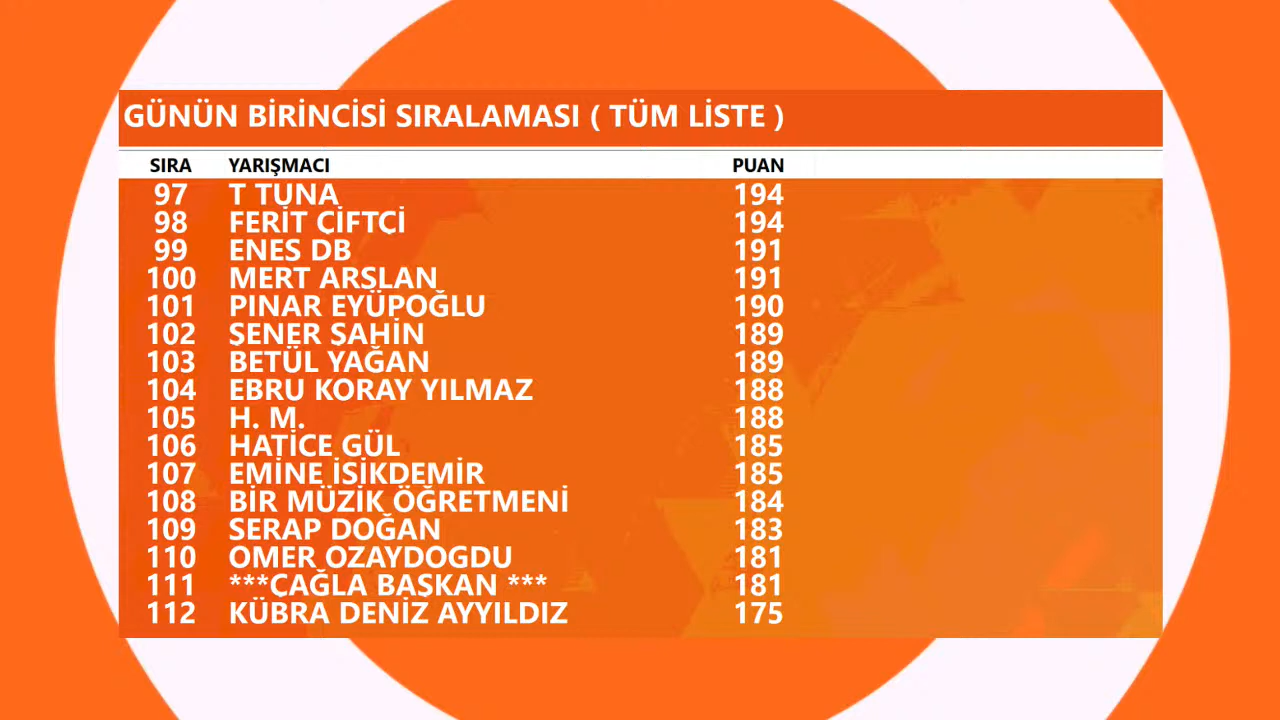 GÜNÜN BİRİNCİSİ SIRALAMASI ( TÜM LİSTE )
SIRA YARIŞMACI PUAN
97 T TUNA 194
98 FERİT ÇİFTÇİ 194
99 ENES DB 191
100 MERT ARSLAN 191
101 PINAR EYÜPOĞLU 190
102 ŞENER ŞAHİN 189
103 BETÜL YAĞAN 189
104 EBRU KORAY YILMAZ 188
105 H. M. 188
106 HATİCE GÜL 185
107 EMİNE İSİKDEMİR 185
108 BİR MÜZİK ÖĞRETMENİ 184
109 SERAP DOĞAN 183
110 OMER OZAYDOGDU 181
111 ***ÇAĞLA BAŞKAN *** 181
112 KÜBRA DENİZ AYYILDIZ 175